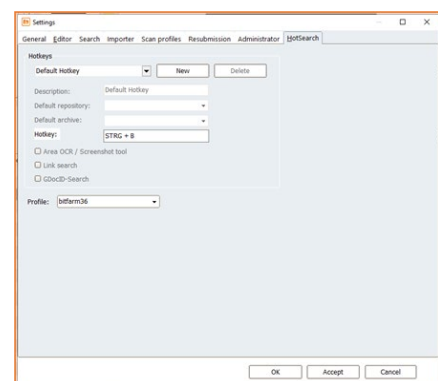 Settings
General Editor Search Importer Scan profiles Resubmission Administrator HotSearch
Hotkeys
Default Hotkey New Delete
Description: Default Hotkey
Default repository:
Default archive:
Hotkey: STRG + B
Area OCR / Screenshot tool
Link search
GDocID-Search
Profile: bitfarm36
OK Accept Cancel